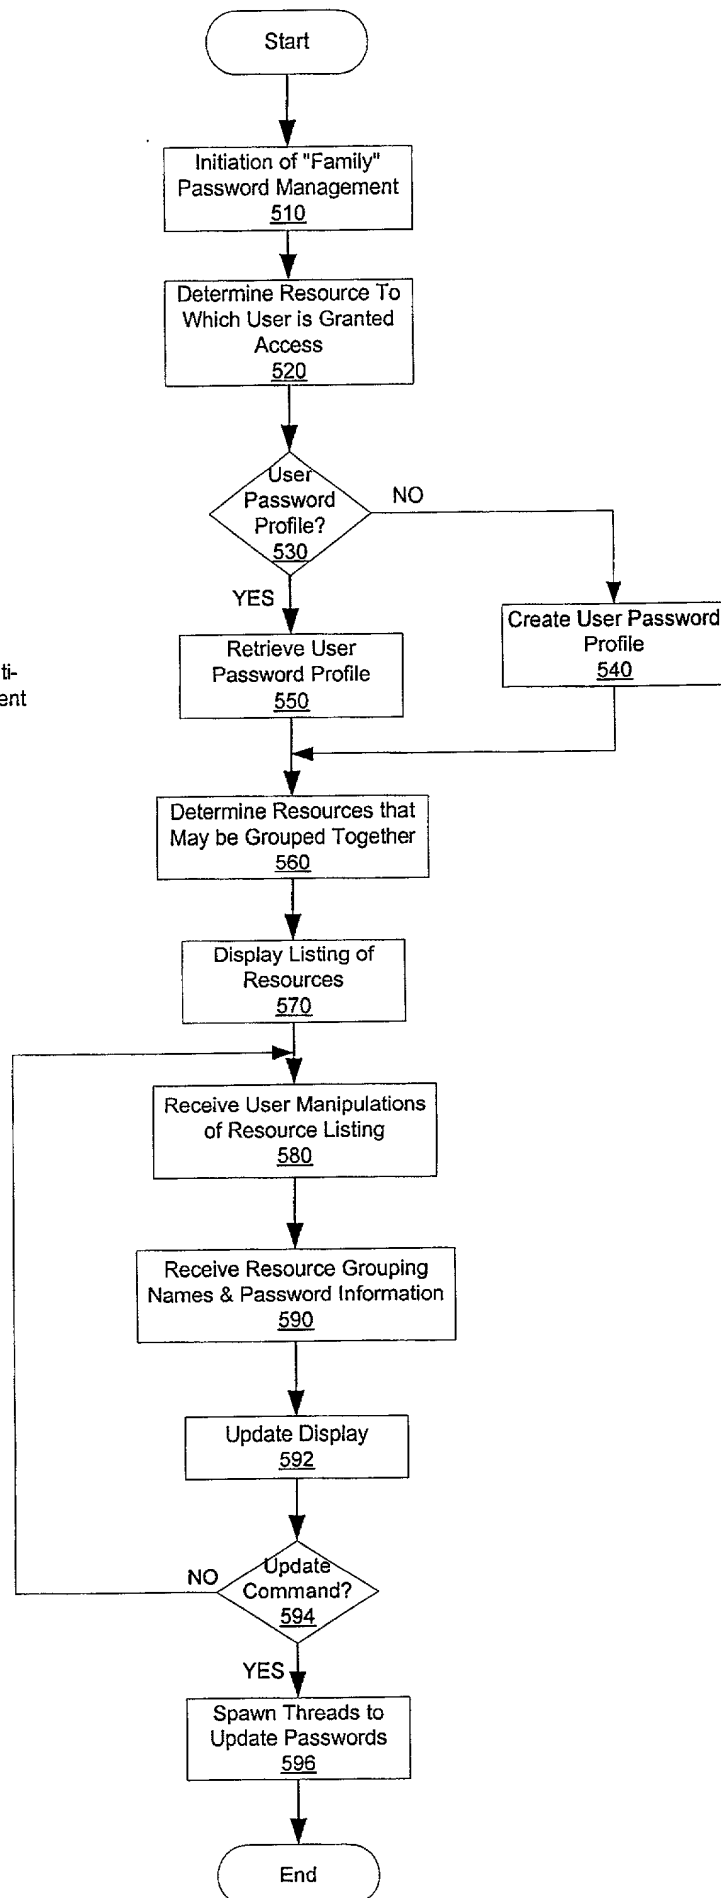 Start
Initiation of "Family"
Password Management
510
Determine Resource To
Which User is Granted
Access
520
User
Password
Profile?
530
NO
YES
Create User Password
Profile
540
Retrieve User
Password Profile
550
ti-
ent
Determine Resources that
May be Grouped Together
560
Display Listing of
Resources
570
Receive User Manipulations
of Resource Listing
580
Receive Resource Grouping
Names & Password Information
590
Update Display
592
Update
Command?
594
NO
YES
Spawn Threads to
Update Passwords
596
End